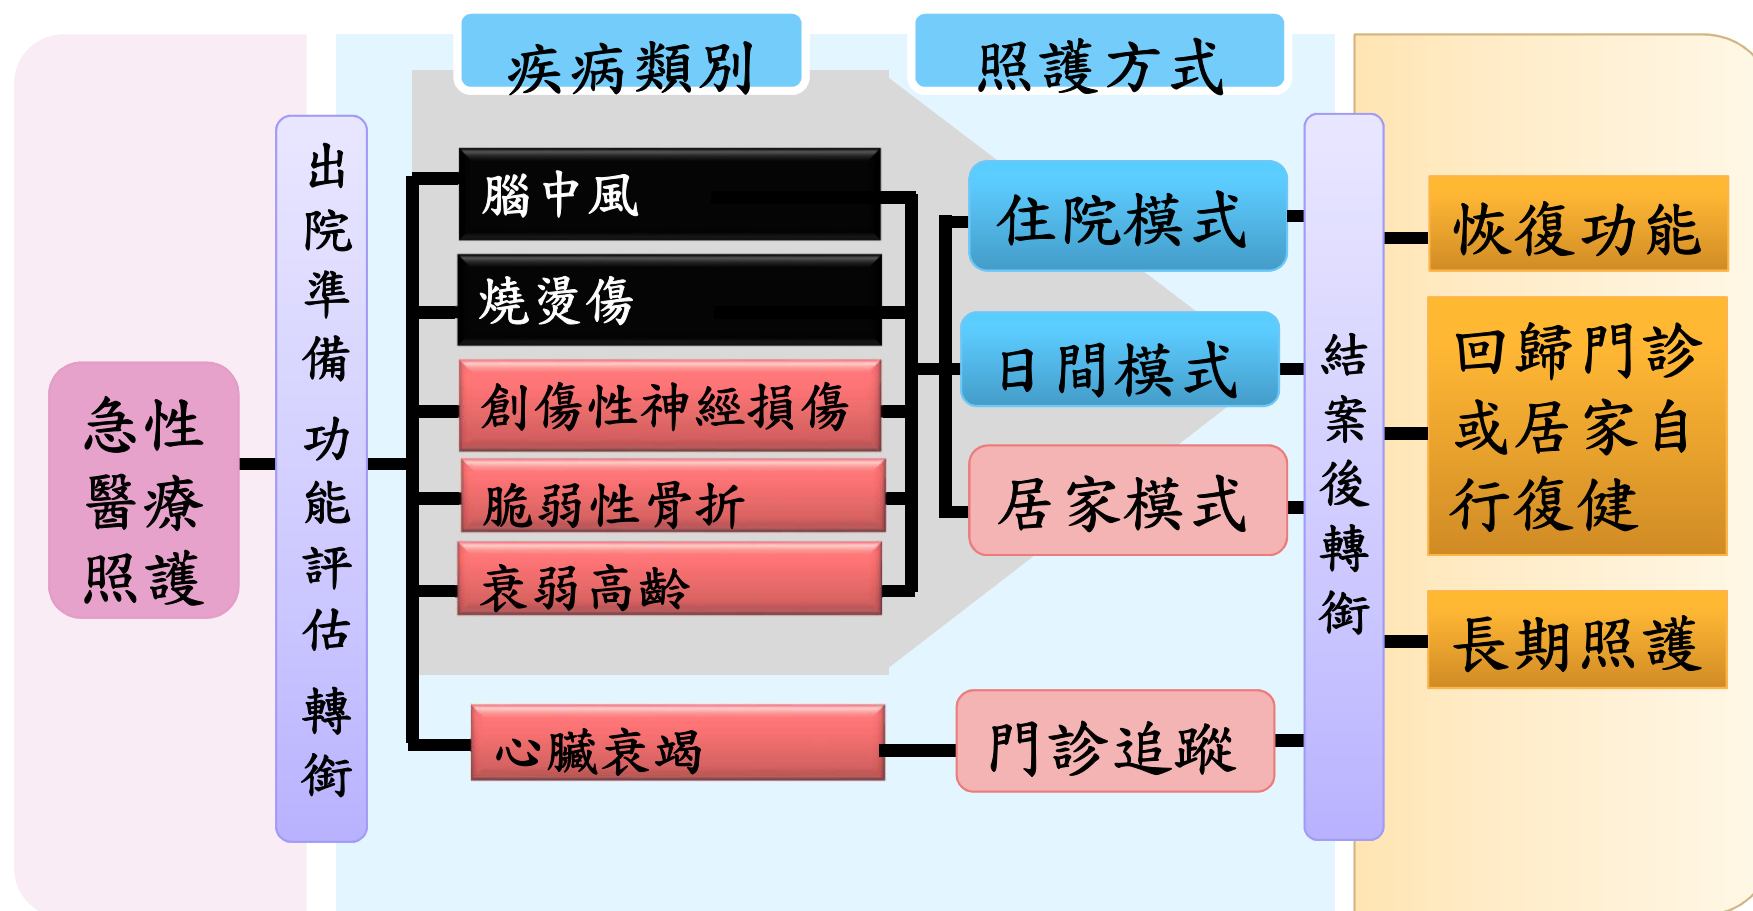 疾病類別
照護方式
急性
醫療
照護
出院準備 功能評估 轉銜
腦中風
燒燙傷
創傷性神經損傷
脆弱性骨折
衰弱高齡
心臟衰竭
住院模式
日間模式
居家模式
門診追蹤
結案後轉銜
恢復功能
回歸門診
或居家自
行復健
長期照護